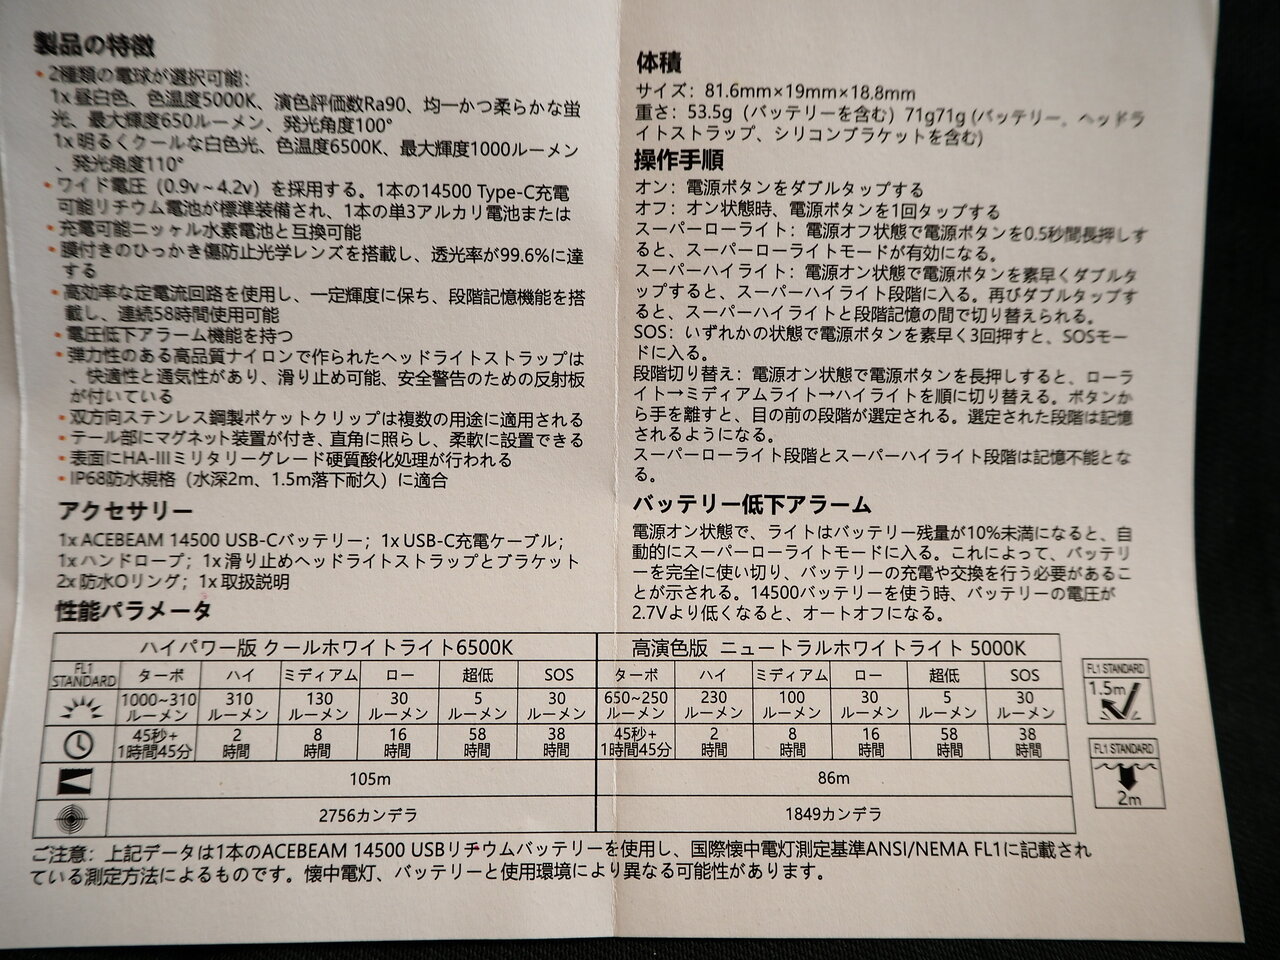 製品の特徴
・2種類の電球が選択可能：
1x 昼白色、色温度5000K、演色評価数Ra90、均一かつ柔らかな蛍
光、最大輝度650ルーメン、発光角度100°
1x 明るくクールな白色光、色温度6500K、最大輝度1000ルーメン
、発光角度110°
・ワイド電圧（0.9v～4.2v）を採用する。1本の14500 Type-C充電
可能リチウム電池が標準装備され、1本の単3アルカリ電池または
・充電可能ニッケル水素電池と互換可能
・膜付きのひっかき傷防止光学レンズを搭載し、透光率が99.6%に達
する
・高効率な定電流回路を使用し、一定輝度に保ち、段階記憶機能を搭
載し、連続58時間使用可能
・電圧低下アラーム機能を持つ
・弾力性のある高品質ナイロンで作られたヘッドライトストラップは
、快適性と通気性があり、滑り止め可能、安全警告のための反射板
が付いている
・双方向ステンレス鋼製ポケットクリップは複数の用途に適用される
・テール部にマグネット装置が付き、直角に照らし、柔軟に設置できる
・表面にHA-IIIミリタリーグレード硬質酸化処理が行われる
・IP68防水規格（水深2m、1.5m落下耐久）に適合
アクセサリー
1x ACEBEAM 14500 USB-Cバッテリー；1x USB-C充電ケーブル；
1x ハンドロープ；1x 滑り止めヘッドライトストラップとブラケット
2x 防水Oリング；1x 取扱説明
性能パラメータ
体積
サイズ：81.6mm×19mm×18.8mm
重さ：53.5g（バッテリーを含む）71g71g (バッテリー、ヘッドラ
イトストラップ、シリコンブラケットを含む)
操作手順
オン：電源ボタンをダブルタップする
オフ：オン状態時、電源ボタンを1回タップする
スーパーローライト：電源オフ状態で電源ボタンを0.5秒間長押しす
ると、スーパーローライトモードが有効になる。
スーパーハイライト：電源オン状態で電源ボタンを素早くダブルタ
ップすると、スーパーハイライト段階に入る。再びダブルタップす
ると、スーパーハイライトと段階記憶の間で切り替えられる。
SOS：いずれかの状態で電源ボタンを素早く3回押すと、SOSモー
ドに入る。
段階切り替え：電源オン状態で電源ボタンを長押しすると、ローラ
イト→ミディアムライト→ハイライトを順に切り替える。ボタンか
ら手を離すと、目の前の段階が選定される。選定された段階は記憶
されるようになる。
スーパーローライト段階とスーパーハイライト段階は記憶不能とな
る。
バッテリー低下アラーム
電源オン状態で、ライトはバッテリー残量が10%未満になると、自
動的にスーパーローライトモードに入る。これによって、バッテリ
ーを完全に使い切り、バッテリーの充電や交換を行う必要があるこ
とが示される。14500バッテリーを使う時、バッテリーの電圧が
2.7Vより低くなると、オートオフになる。
ハイパワー版 クールホワイトライト6500K 高演色版 ニュートラルホワイトライト 5000K
FL1 STANDARD ターボ ハイ ミディアム ロー 超低 SOS ターボ ハイ ミディアム ロー 超低 SOS
1000~310 310 130 30 5 30 650~250 230 100 30 5 30
ルーメン ルーメン ルーメン ルーメン ルーメン ルーメン ルーメン ルーメン ルーメン ルーメン ルーメン ルーメン
45秒+ 2 8 16 58 38 45秒+ 2 8 16 58 38
1時間45分 時間 時間 時間 時間 時間 1時間45分 時間 時間 時間 時間 時間
105m 86m
2756カンデラ 1849カンデラ
FL1 STANDARD
1.5m
FL1 STANDARD
2m
ご注意：上記データは1本のACEBEAM 14500 USBリチウムバッテリーを使用し、国際懐中電灯測定基準ANSI/NEMA FL1に記載され
ている測定方法によるものです。懐中電灯、バッテリーと使用環境により異なる可能性があります。